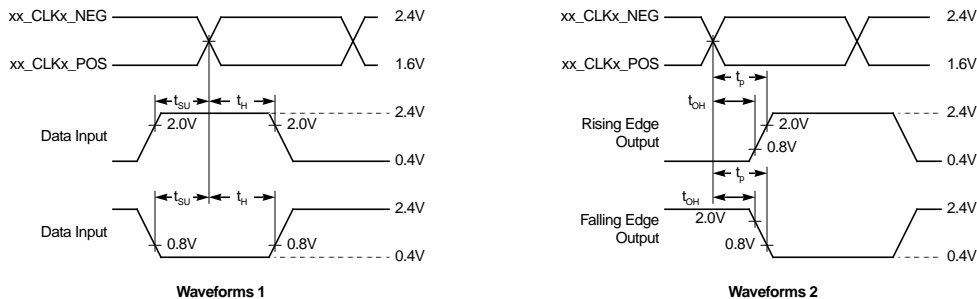 xx_CLKx_NEG
2.4V
xx_CLKx_POS
1.6V
tSU
tH
2.4V
Data Input
2.0V
2.0V
0.4V
tSU
tH
2.4V
Data Input
0.8V
0.8V
0.4V
Waveforms 1
xx_CLKx_NEG
2.4V
xx_CLKx_POS
1.6V
tp
tOH
2.4V
Rising Edge
Output
2.0V
0.8V
0.4V
tp
tOH
2.4V
Falling Edge
Output
2.0V
0.8V
0.4V
Waveforms 2